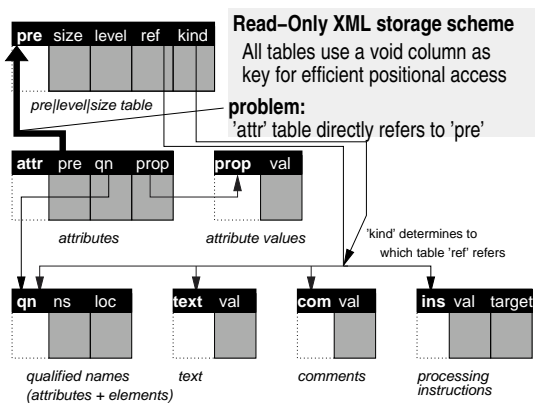 pre size level ref kind
Read-Only XML storage scheme
All tables use a void column as
key for efficient positional access
problem:
'attr' table directly refers to 'pre'
pre|level|size table
attr pre qn prop
prop val
attributes
attribute values
'kind' determines to
which table 'ref' refers
qn ns loc
text val
com val
ins val target
qualified names
(attributes + elements)
text
comments
processing
instructions